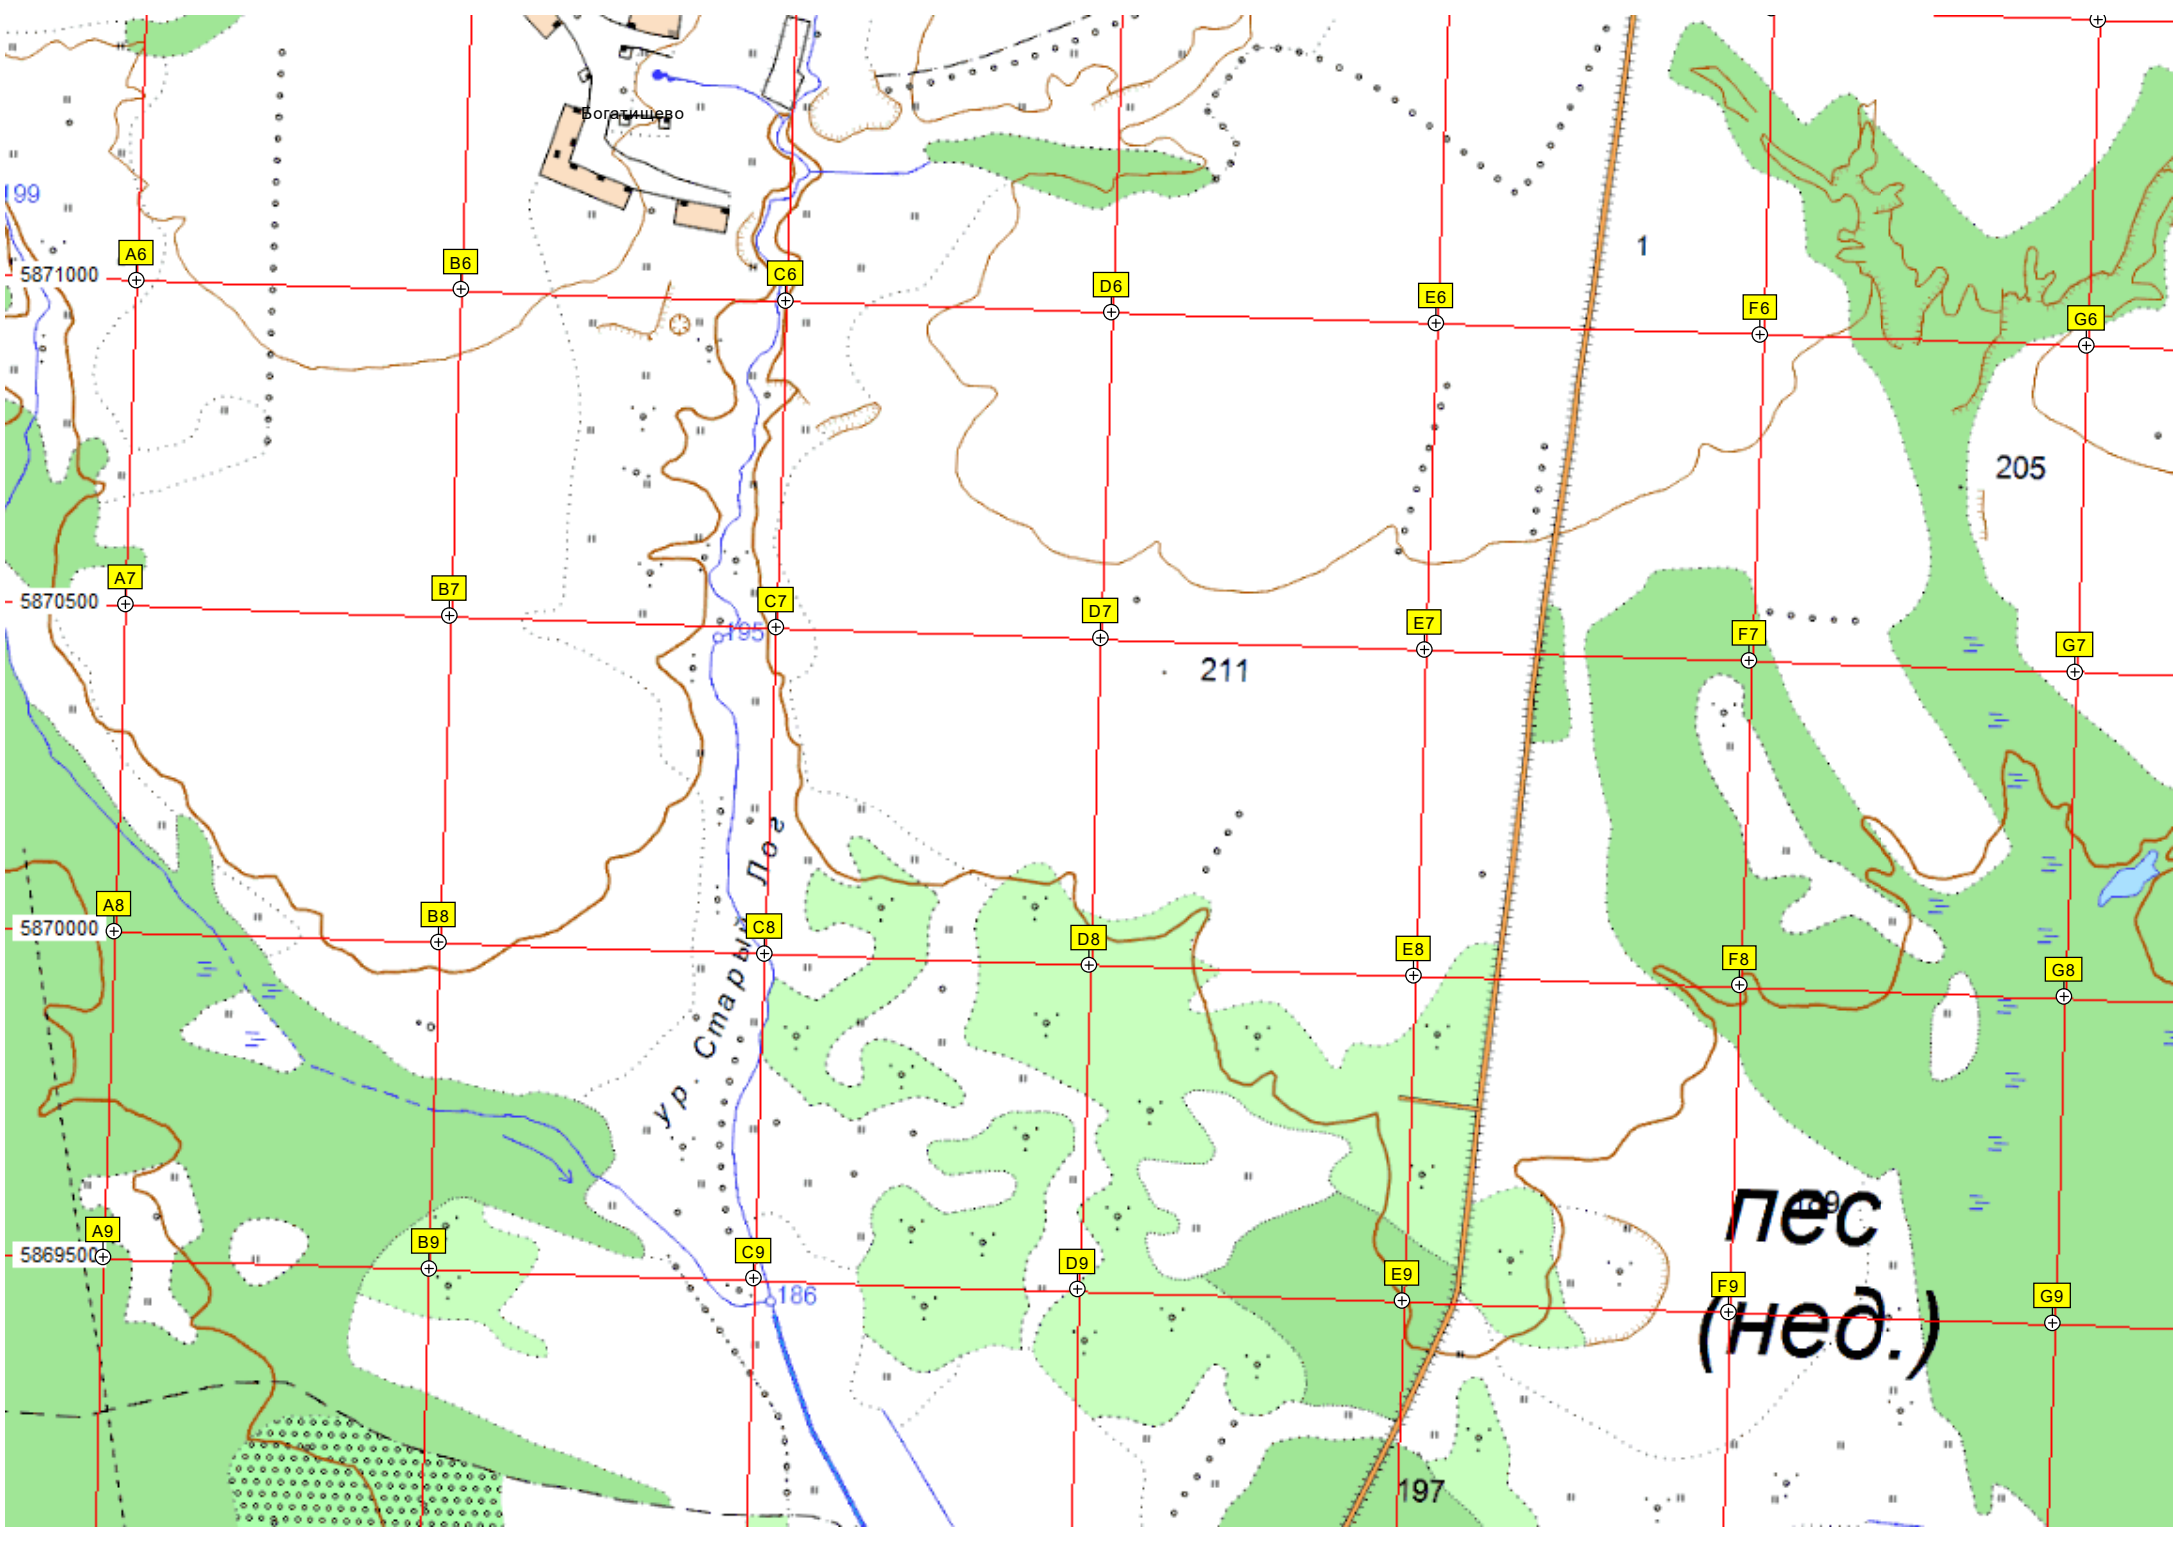 Богатищево
199
1
A6
B6
C6
D6
E6
F6
G6
5871000
205
A7
B7
C7
D7
E7
F7
G7
5870500
195
211
A8
B8
C8
D8
E8
F8
G8
5870000
ур. Старый Лог
A9
B9
C9
D9
E9
F9
G9
5869500
186
лес
(нед.)
197